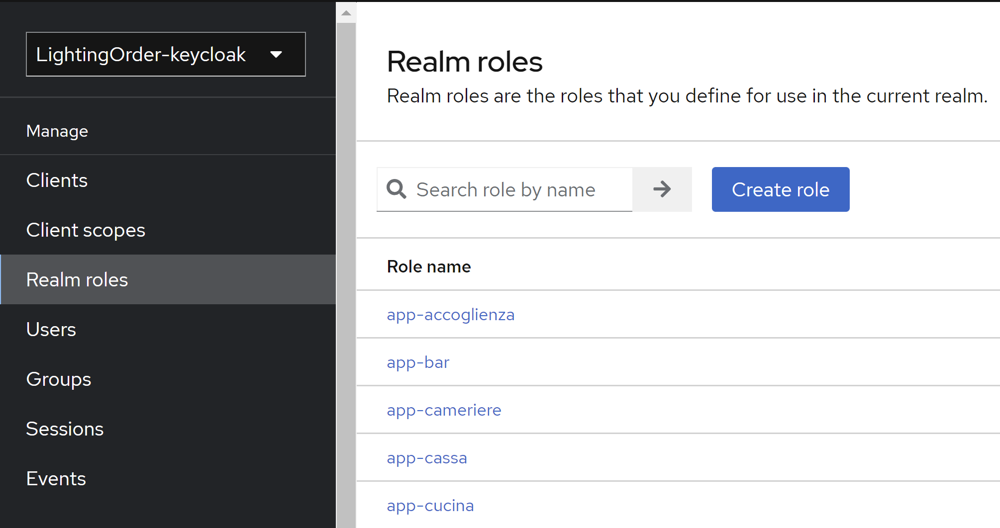 LightingOrder-keycloak
Manage
Clients
Client scopes
Realm roles
Users
Groups
Sessions
Events
Realm roles
Realm roles are the roles that you define for use in the current realm.
Search role by name
Create role
Role name
app-accoglienza
app-bar
app-cameriere
app-cassa
app-cucina